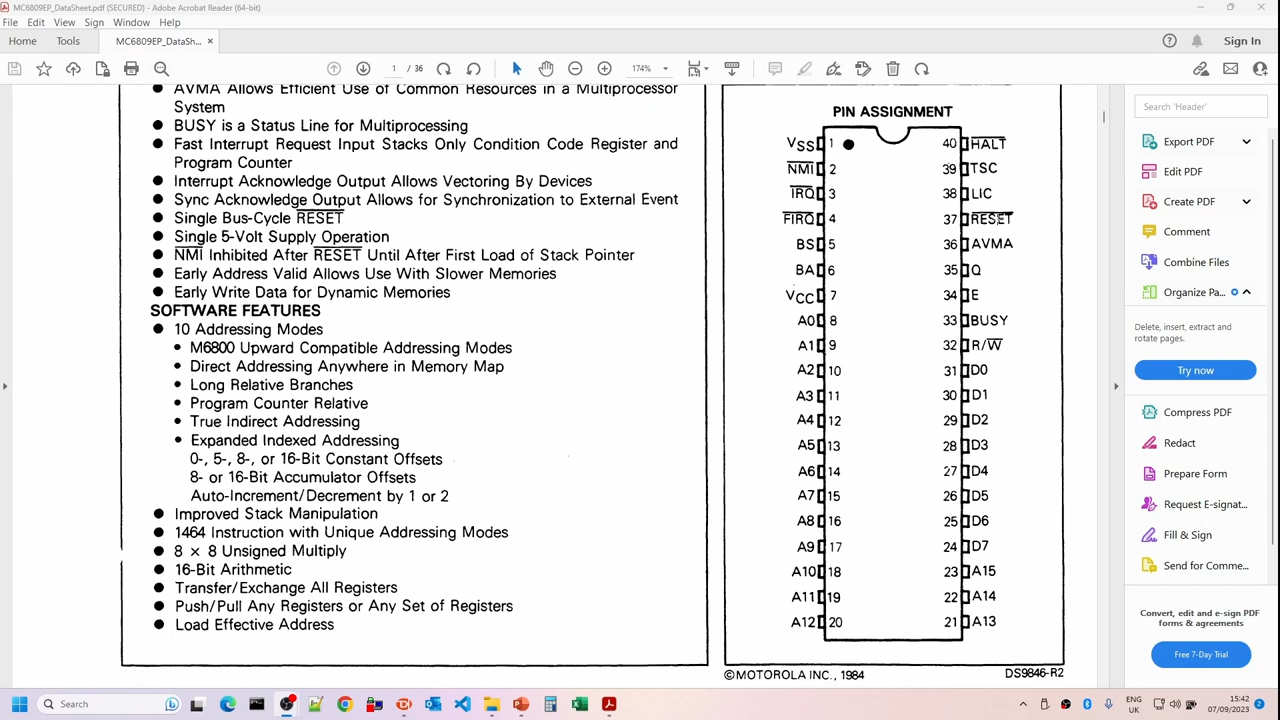 MC6809EP_DataSheet.pdf (SECURED) - Adobe Acrobat Reader (64-bit)
File Edit View Sign Window Help
Home Tools MC6809EP_DataSh... × Sign In
1 / 36 174%
AVMA Allows Efficient Use of Common Resources in a Multiprocessor
System
BUSY is a Status Line for Multiprocessing
Fast Interrupt Request Input Stacks Only Condition Code Register and
Program Counter
Interrupt Acknowledge Output Allows Vectoring By Devices
Sync Acknowledge Output Allows for Synchronization to External Event
Single Bus-Cycle RESET
Single 5-Volt Supply Operation
NMI Inhibited After RESET Until After First Load of Stack Pointer
Early Address Valid Allows Use With Slower Memories
Early Write Data for Dynamic Memories
SOFTWARE FEATURES
10 Addressing Modes
M6800 Upward Compatible Addressing Modes
Direct Addressing Anywhere in Memory Map
Long Relative Branches
Program Counter Relative
True Indirect Addressing
Expanded Indexed Addressing
0-, 5-, 8-, or 16-Bit Constant Offsets
8- or 16-Bit Accumulator Offsets
Auto-Increment/Decrement by 1 or 2
Improved Stack Manipulation
1464 Instruction with Unique Addressing Modes
8 × 8 Unsigned Multiply
16-Bit Arithmetic
Transfer/Exchange All Registers
Push/Pull Any Registers or Any Set of Registers
Load Effective Address
PIN ASSIGNMENT
VSS 1 40 HALT
NMI 2 39 TSC
IRQ 3 38 LIC
FIRQ 4 37 RESET
BS 5 36 AVMA
BA 6 35 Q
VCC 7 34 E
A0 8 33 BUSY
A1 9 32 R/W
A2 10 31 D0
A3 11 30 D1
A4 12 29 D2
A5 13 28 D3
A6 14 27 D4
A7 15 26 D5
A8 16 25 D6
A9 17 24 D7
A10 18 23 A15
A11 19 22 A14
A12 20 21 A13
©MOTOROLA INC., 1984 DS9846-R2
Search 'Header'
Export PDF
Edit PDF
Create PDF
Comment
Combine Files
Organize Pa...
Delete, insert, extract and
rotate pages.
Try now
Compress PDF
Redact
Prepare Form
Request E-signat...
Fill & Sign
Send for Comme...
Convert, edit and e-sign PDF
forms & agreements
Free 7-Day Trial
Search
ENG
UK
15:42
07/09/2023